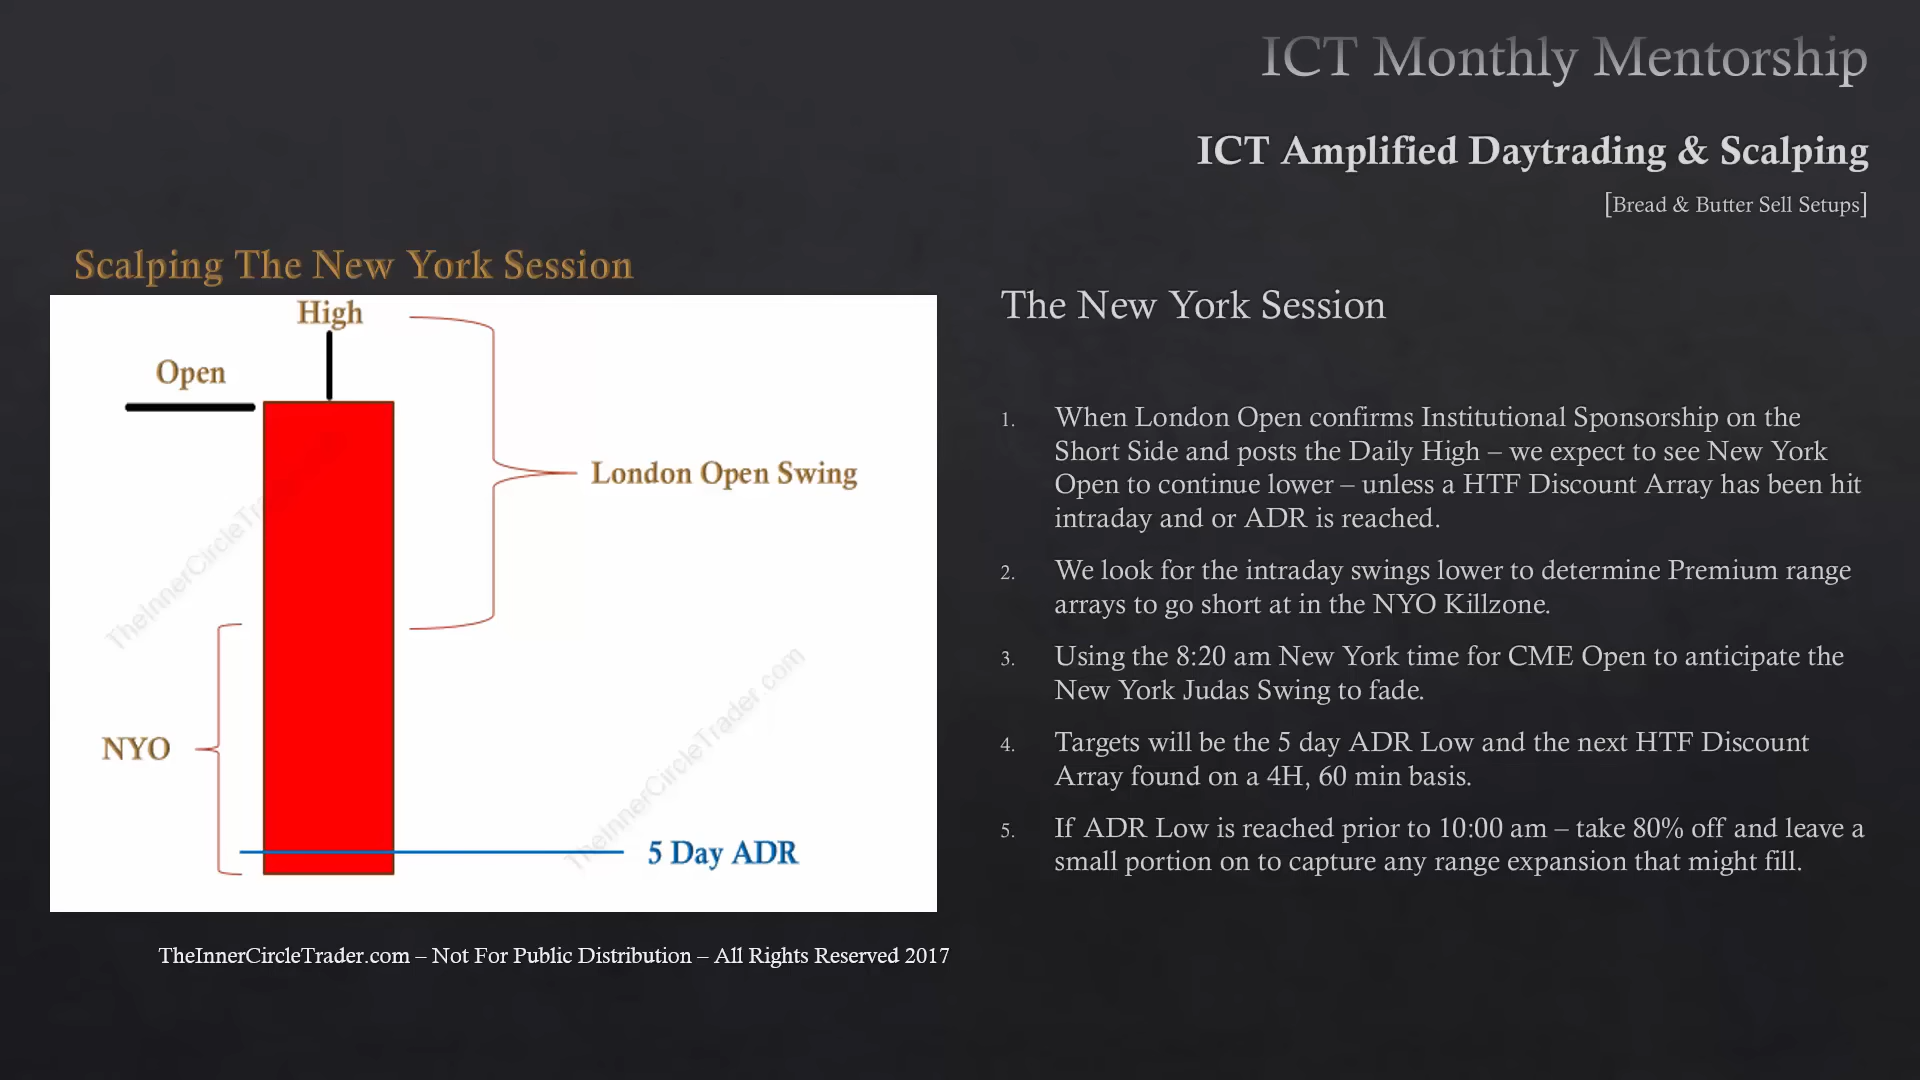 ICT Monthly Mentorship
ICT Amplified Daytrading & Scalping
[Bread & Butter Sell Setups]
Scalping The New York Session
High
Open
London Open Swing
NYO
5 Day ADR
TheInnerCircleTrader.com
TheInnerCircleTrader.com – Not For Public Distribution – All Rights Reserved 2017
The New York Session
1. When London Open confirms Institutional Sponsorship on the
Short Side and posts the Daily High – we expect to see New York
Open to continue lower – unless a HTF Discount Array has been hit
intraday and or ADR is reached.
2. We look for the intraday swings lower to determine Premium range
arrays to go short at in the NYO Killzone.
3. Using the 8:20 am New York time for CME Open to anticipate the
New York Judas Swing to fade.
4. Targets will be the 5 day ADR Low and the next HTF Discount
Array found on a 4H, 60 min basis.
5. If ADR Low is reached prior to 10:00 am – take 80% off and leave a
small portion on to capture any range expansion that might fill.